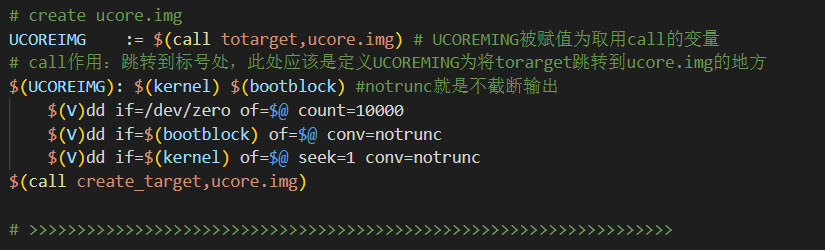 # create ucore.img
UCOREIMG    := $(call totarget,ucore.img) # UCOREMING被赋值为取用call的变量
# call作用：跳转到标号处，此处应该是定义UCOREMING为将torarget跳转到ucore.img的地方
$(UCOREIMG): $(kernel) $(bootblock) #notrunc就是不截断输出
    $(V)dd if=/dev/zero of=$@ count=10000
    $(V)dd if=$(bootblock) of=$@ conv=notrunc
    $(V)dd if=$(kernel) of=$@ seek=1 conv=notrunc
$(call create_target,ucore.img)
# >>>>>>>>>>>>>>>>>>>>>>>>>>>>>>>>>>>>>>>>>>>>>>>>>>>>>>>>>>>>>>>>>>>